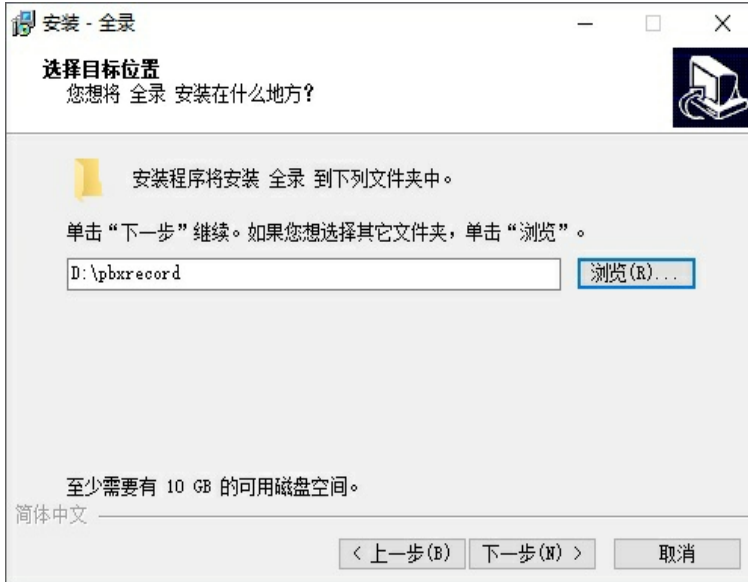 安装 - 全录
选择目标位置
您想将 全录 安装在什么地方？
安装程序将安装 全录 到下列文件夹中。
单击“下一步”继续。如果您想选择其它文件夹，单击“浏览”。
D:\pbxrecord
浏览(R)...
至少需要有 10 GB 的可用磁盘空间。
简体中文
< 上一步(B)
下一步(N) >
取消